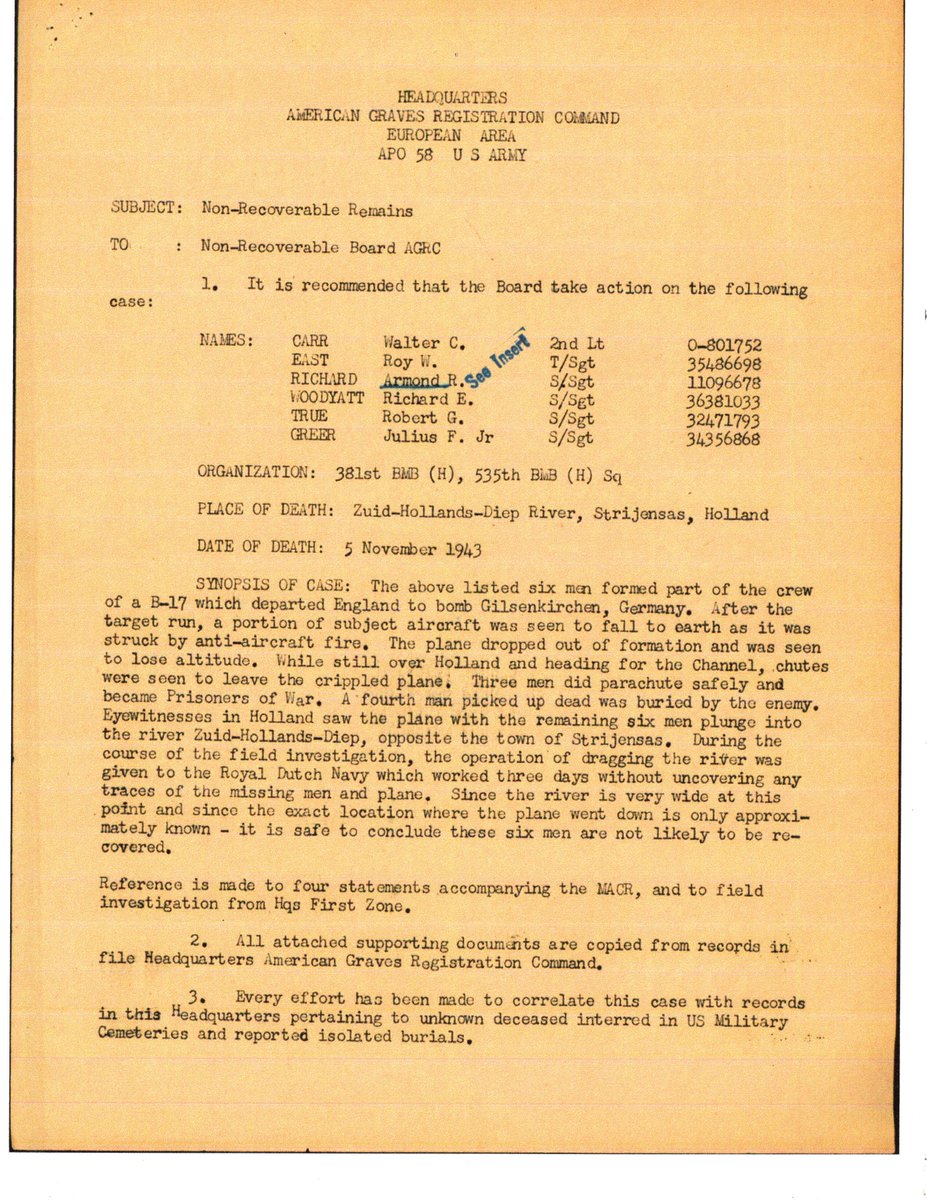 HEADQUARTERS
AMERICAN GRAVES REGISTRATION COMMAND
EUROPEAN AREA
APO 58 U S ARMY
SUBJECT: Non-Recoverable Remains
TO : Non-Recoverable Board AGRC
1. It is recommended that the Board take action on the following
case:
NAMES: CARR Walter C. 2nd Lt O-801752
EAST Roy W. T/Sgt 35486698
RICHARD Armond R. See Insert S/Sgt 11096678
WOODYATT Richard E. S/Sgt 36381033
TRUE Robert G. S/Sgt 32471793
GREER Julius F. Jr S/Sgt 34356868
ORGANIZATION: 381st BMB (H), 535th BMB (H) Sq
PLACE OF DEATH: Zuid-Hollands-Diep River, Strijensas, Holland
DATE OF DEATH: 5 November 1943
SYNOPSIS OF CASE: The above listed six men formed part of the crew
of a B-17 which departed England to bomb Gilsenkirchen, Germany. After the
target run, a portion of subject aircraft was seen to fall to earth as it was
struck by anti-aircraft fire. The plane dropped out of formation and was seen
to lose altitude. While still over Holland and heading for the Channel, chutes
were seen to leave the crippled plane. Three men did parachute safely and
became Prisoners of War. A fourth man picked up dead was buried by the enemy.
Eyewitnesses in Holland saw the plane with the remaining six men plunge into
the river Zuid-Hollands-Diep, opposite the town of Strijensas. During the
course of the field investigation, the operation of dragging the river was
given to the Royal Dutch Navy which worked three days without uncovering any
traces of the missing men and plane. Since the river is very wide at this
point and since the exact location where the plane went down is only approxi-
mately known - it is safe to conclude these six men are not likely to be re-
covered.
Reference is made to four statements accompanying the MACR, and to field
investigation from Hqs First Zone.
2. All attached supporting documents are copied from records in
file Headquarters American Graves Registration Command.
3. Every effort has been made to correlate this case with records
in this Headquarters pertaining to unknown deceased interred in US Military
Cemeteries and reported isolated burials.